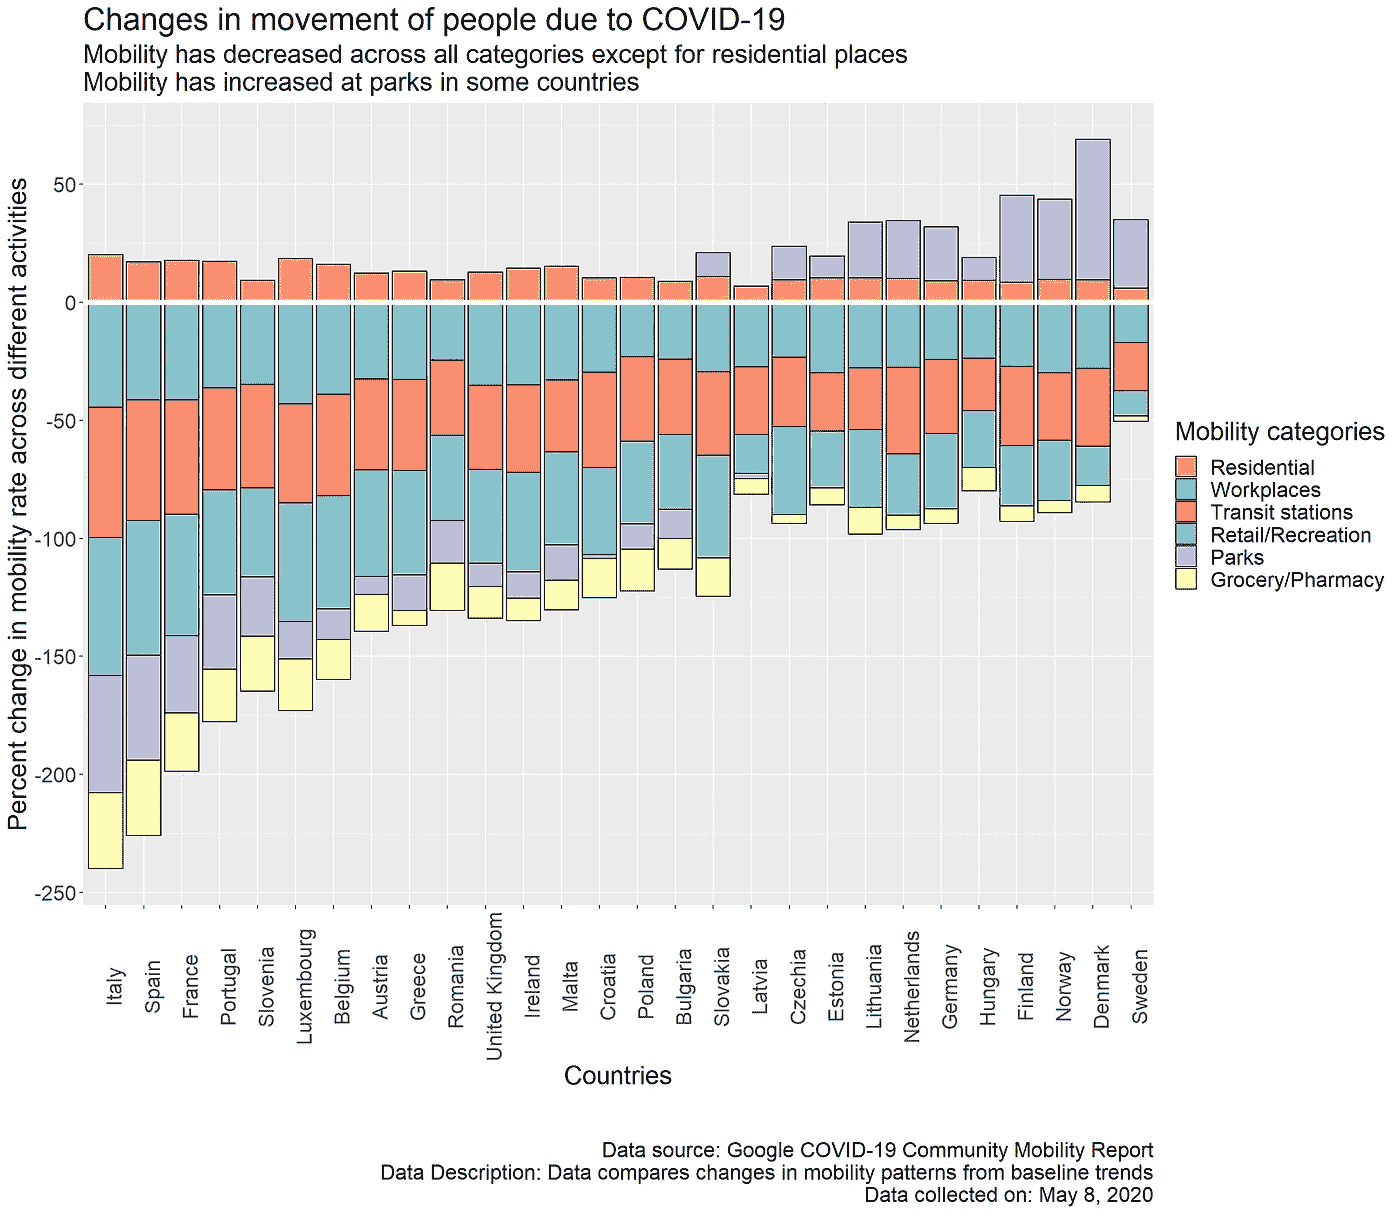 Changes in movement of people due to COVID-19
Mobility has decreased across all categories except for residential places
Mobility has increased at parks in some countries
Percent change in mobility rate across different activities
50
0
-50
-100
-150
-200
-250
Italy
Spain
France
Portugal
Slovenia
Luxembourg
Belgium
Austria
Greece
Romania
United Kingdom
Ireland
Malta
Croatia
Poland
Bulgaria
Slovakia
Latvia
Czechia
Estonia
Lithuania
Netherlands
Germany
Hungary
Finland
Norway
Denmark
Sweden
Countries
Mobility categories
Residential
Workplaces
Transit stations
Retail/Recreation
Parks
Grocery/Pharmacy
Data source: Google COVID-19 Community Mobility Report
Data Description: Data compares changes in mobility patterns from baseline trends
Data collected on: May 8, 2020